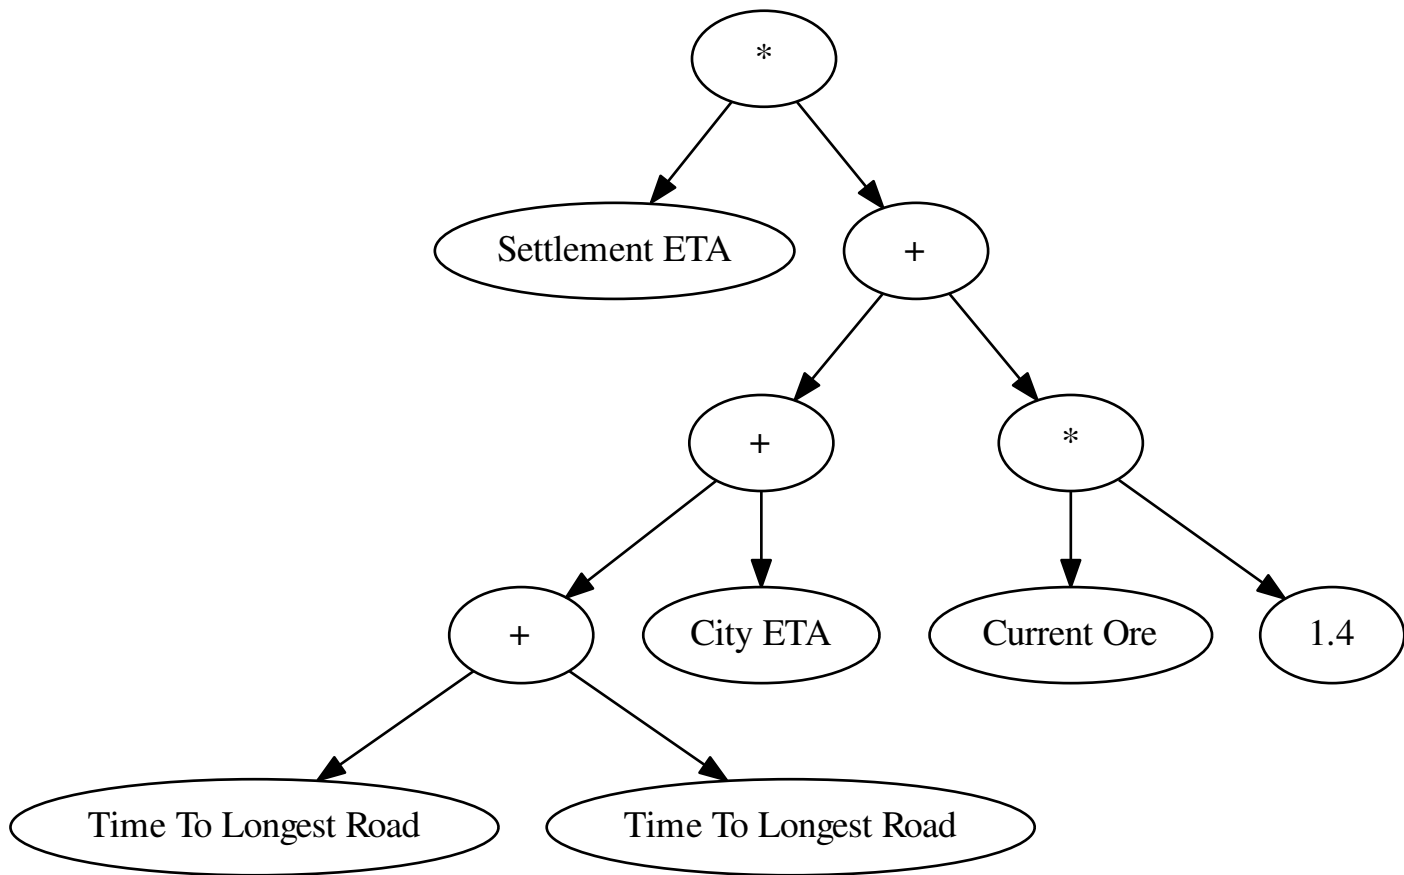 *
Settlement ETA
+
+
*
+
City ETA
Current Ore
1.4
Time To Longest Road
Time To Longest Road